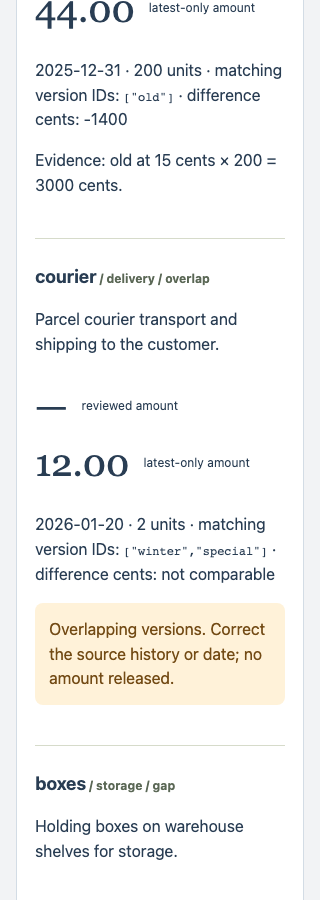 44.00 latest-only amount
2025-12-31 · 200 units · matching
version IDs: ["old"] · difference
cents: -1400
Evidence: old at 15 cents × 200 =
3000 cents.
courier / delivery / overlap
Parcel courier transport and
shipping to the customer.
— reviewed amount
12.00 latest-only amount
2026-01-20 · 2 units · matching
version IDs: ["winter","special"] ·
difference cents: not comparable
Overlapping versions. Correct
the source history or date; no
amount released.
boxes / storage / gap
Holding boxes on warehouse
shelves for storage.